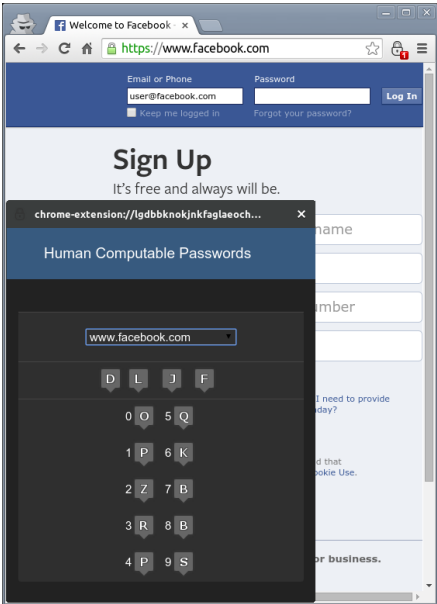 Welcome to Facebook - ×
https://www.facebook.com
Email or Phone Password
user@facebook.com Log In
Keep me logged in Forgot your password?
Sign Up
It's free and always will be.
chrome-extension://lgdbbknokjnkfaglaeoch... ×
name
Human Computable Passwords
umber
www.facebook.com
D L J F
I need to provide
day?
0 O 5 Q
1 P 6 K
d that
okie Use.
2 Z 7 B
3 R 8 B
or business.
4 P 9 S